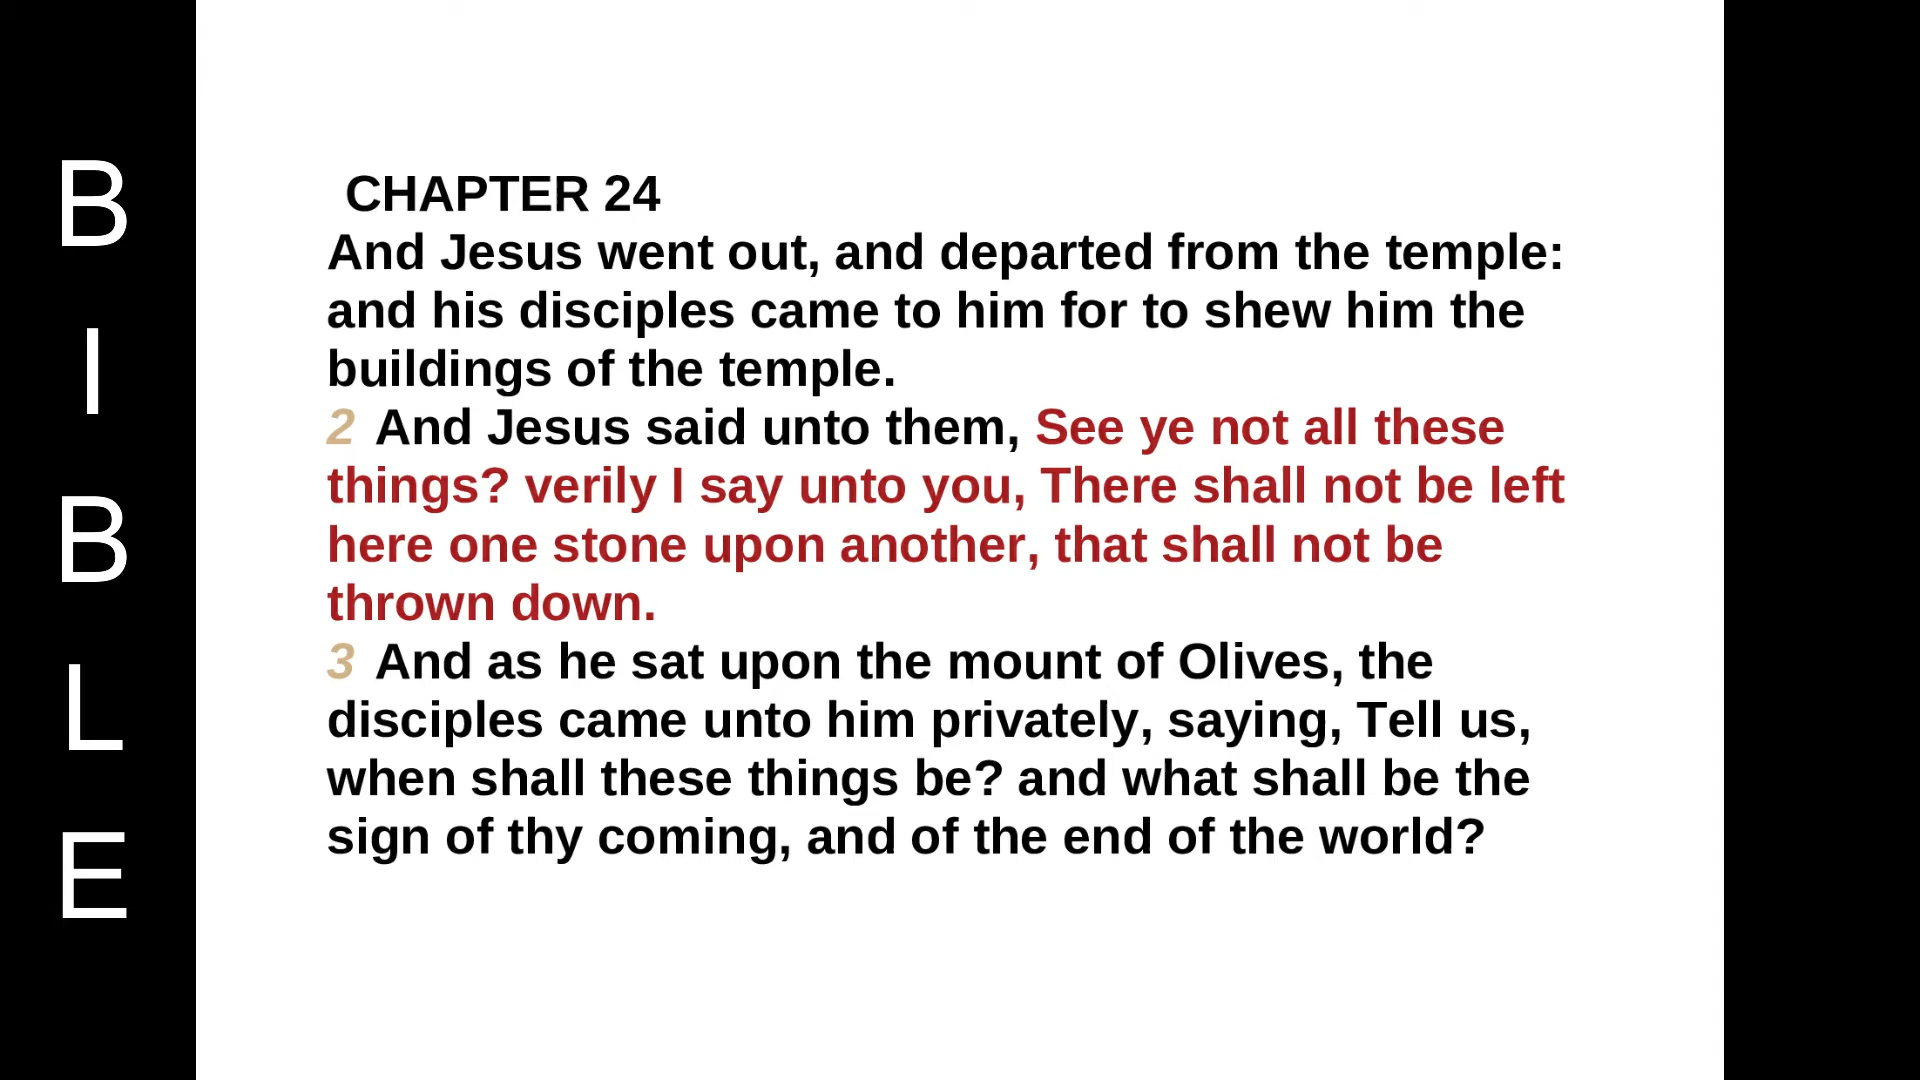 B
I
B
L
E
CHAPTER 24
And Jesus went out, and departed from the temple:
and his disciples came to him for to shew him the
buildings of the temple.
2 And Jesus said unto them, See ye not all these
things? verily I say unto you, There shall not be left
here one stone upon another, that shall not be
thrown down.
3 And as he sat upon the mount of Olives, the
disciples came unto him privately, saying, Tell us,
when shall these things be? and what shall be the
sign of thy coming, and of the end of the world?